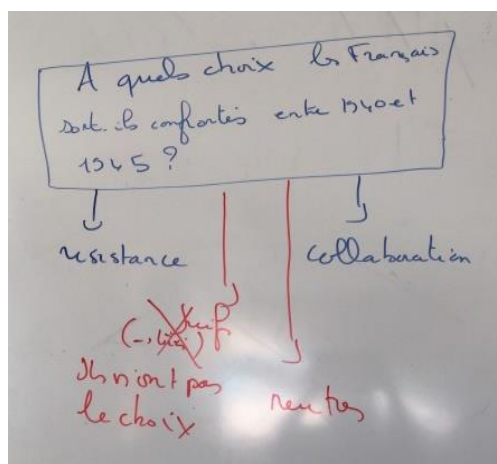 A quels choix les Français
sont-ils confrontés entre 1940 et
1945 ?
résistance
collaboration
Juif
Ils n'ont pas
le choix
neutres